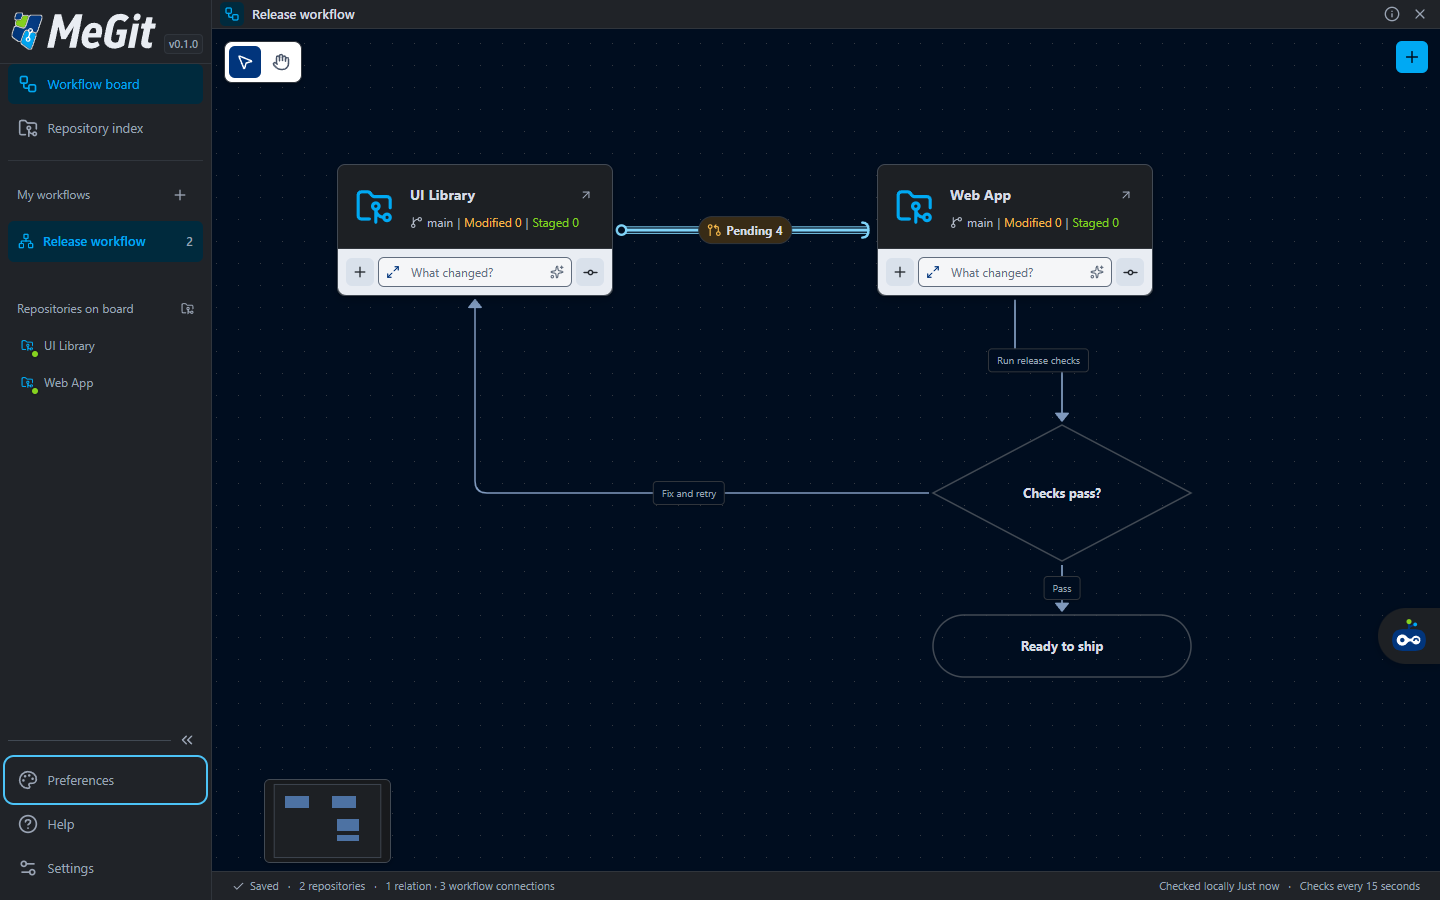 MeGit v0.1.0
Workflow board
Repository index
My workflows
Release workflow 2
Repositories on board
UI Library
Web App
Preferences
Help
Settings
Release workflow
UI Library
main | Modified 0 | Staged 0
What changed?
Pending 4
Web App
main | Modified 0 | Staged 0
What changed?
Run release checks
Checks pass?
Fix and retry
Pass
Ready to ship
Saved · 2 repositories · 1 relation · 3 workflow connections
Checked locally Just now · Checks every 15 seconds